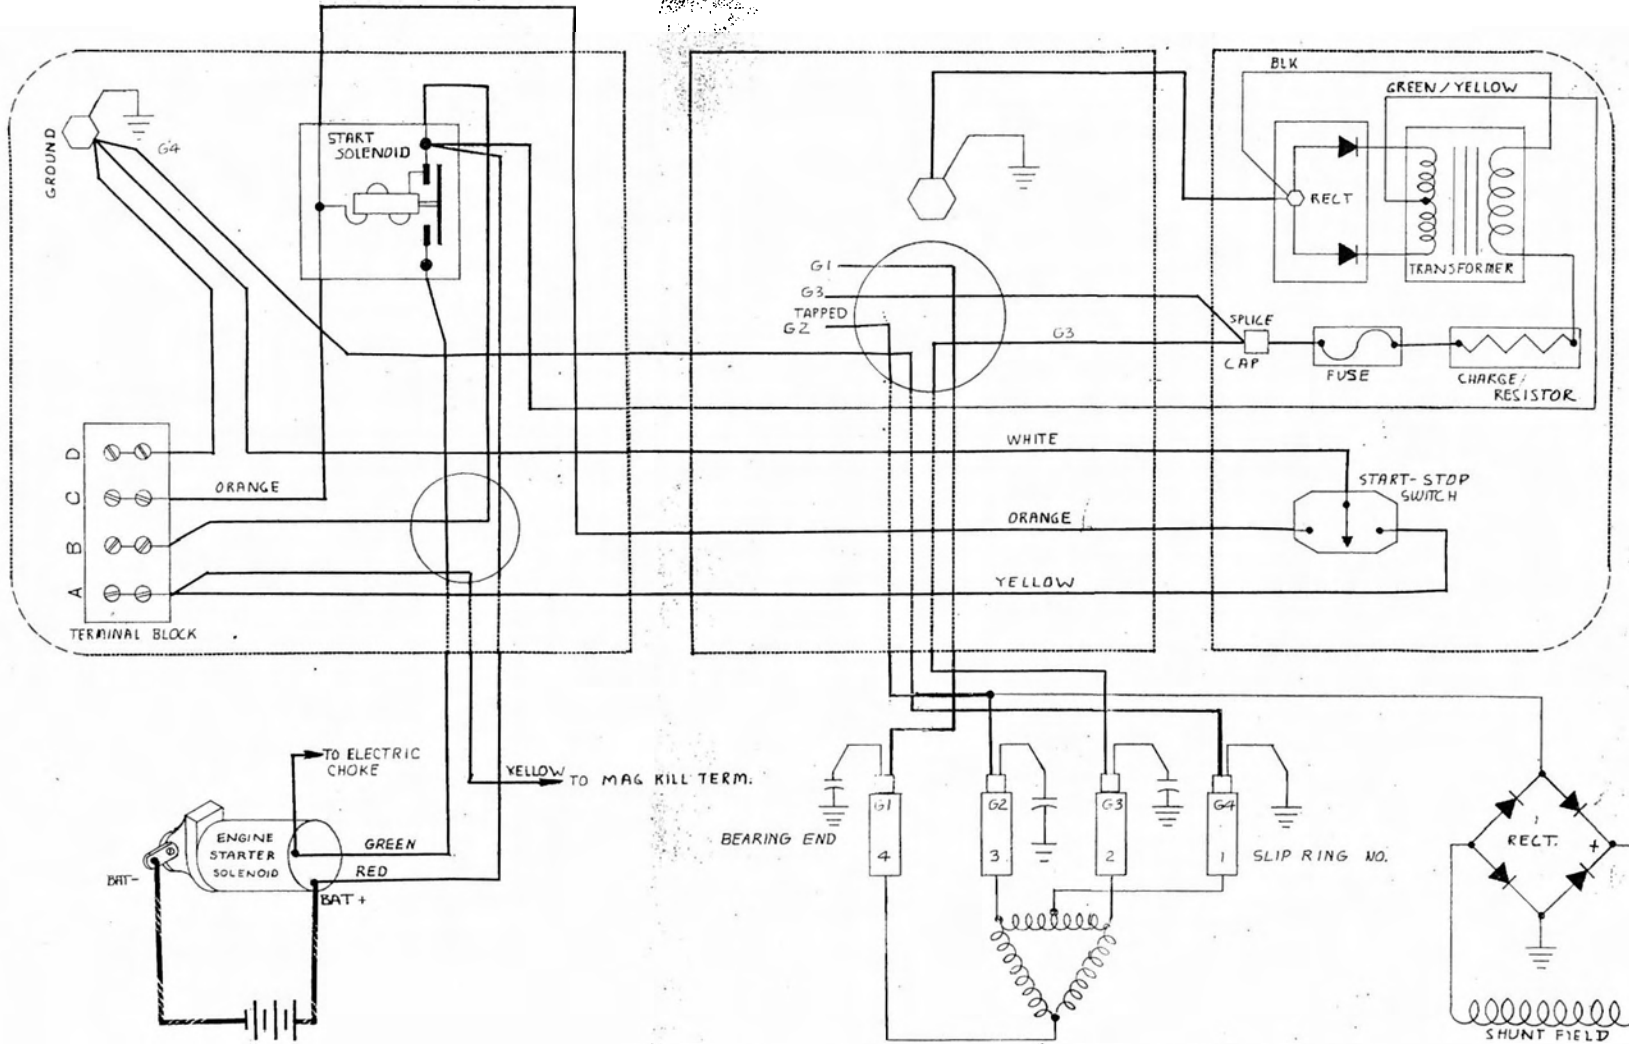 BLK
GREEN/YELLOW
START
SOLENOID
G4
GROUND
RECT
TRANSFORMER
G1
G3
TAPPED
G2
G3
SPLICE
CAP
FUSE
CHARGE/
RESISTOR
WHITE
START-STOP
SWITCH
D
C
B
A
ORANGE
ORANGE
YELLOW
TERMINAL BLOCK
TO ELECTRIC
CHOKE
YELLOW TO MAG KILL TERM.
ENGINE
STARTER
SOLENOID
GREEN
RED
BAT-
BAT +
BEARING END
G1
4
G2
3
G3
2
G4
1
SLIP RING NO.
RECT.
+
SHUNT FIELD